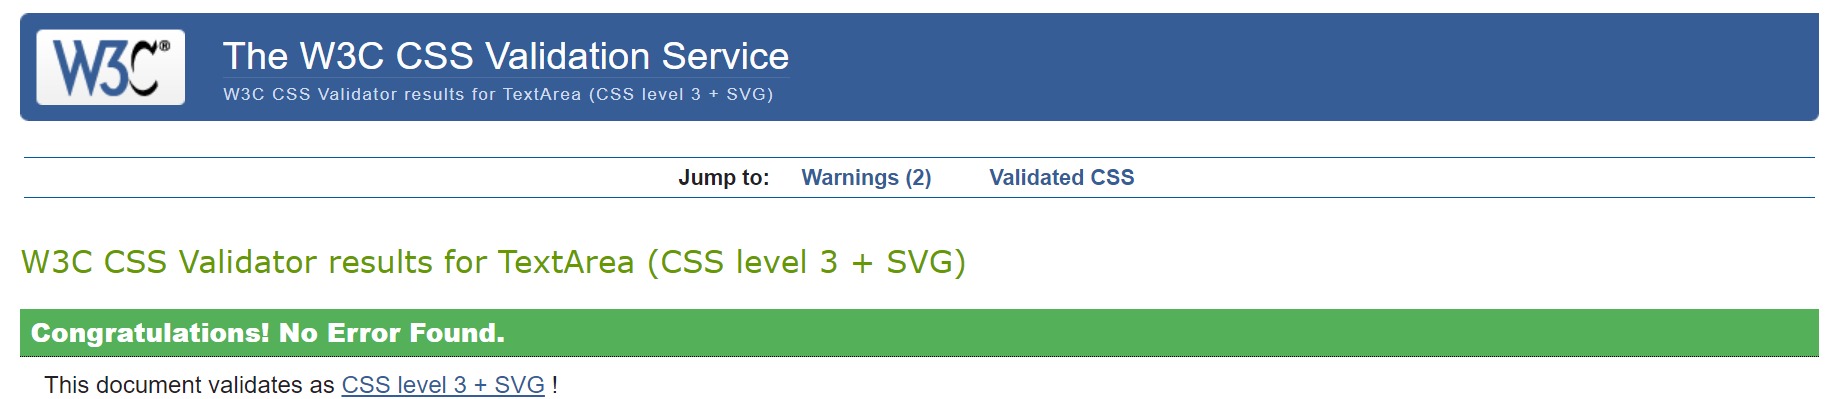 W3C®
The W3C CSS Validation Service
W3C CSS Validator results for TextArea (CSS level 3 + SVG)
Jump to: Warnings (2) Validated CSS
W3C CSS Validator results for TextArea (CSS level 3 + SVG)
Congratulations! No Error Found.
This document validates as CSS level 3 + SVG !